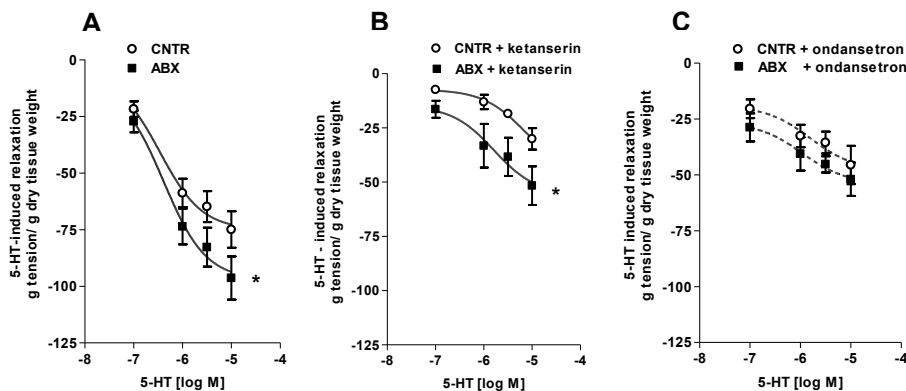 A
CNTR
ABX
0
-25
-50
-75
-100
-125
-7
-6
-5
-4
5-HT [log M]
5-HT-induced relaxation
g tension/ g dry tissue weight
*
B
CNTR + ketanserin
ABX + ketanserin
0
-25
-50
-75
-100
-125
-7
-6
-5
-4
5-HT [log M]
5-HT - induced relaxation
g tension/ g dry tissue weight
*
C
CNTR + ondansetron
ABX + ondansetron
0
-25
-50
-75
-100
-125
-7
-6
-5
-4
5-HT [log M]
5-HT induced relaxation
g tension/ g dry tissue weight